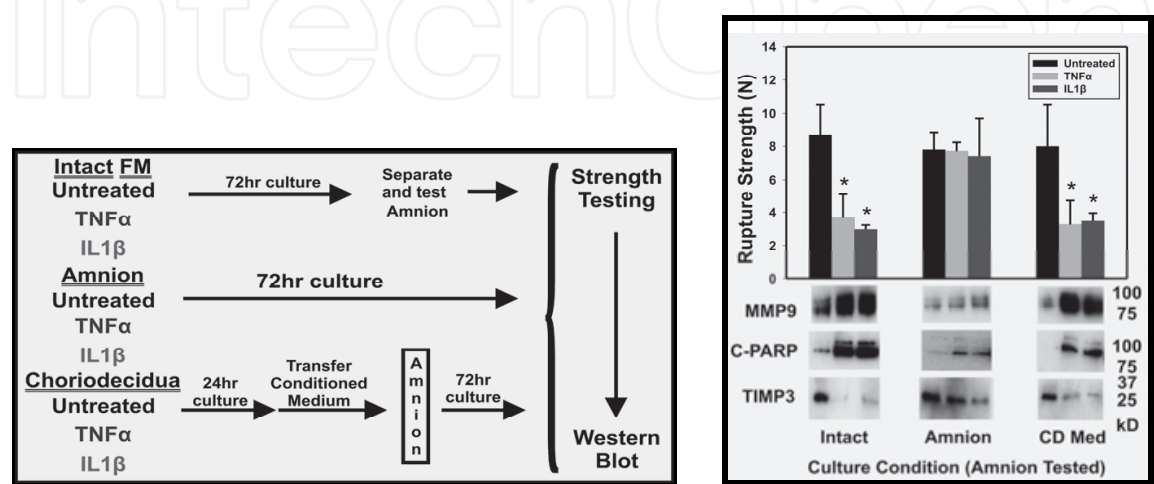 IntechOpen
Intact FM
Untreated
TNFα
IL1β
72hr culture
Separate
and test
Amnion
Amnion
Untreated
TNFα
IL1β
72hr culture
Choriodecidua
Untreated
TNFα
IL1β
24hr
culture
Transfer
Conditioned
Medium
Amnion
72hr
culture
Strength
Testing
Western
Blot
Rupture Strength (N)
14
12
10
8
6
4
2
0
Untreated
TNFα
IL1β
* *
* *
MMP9
100
75
C-PARP
100
75
TIMP3
37
25
kD
Intact Amnion CD Med
Culture Condition (Amnion Tested)